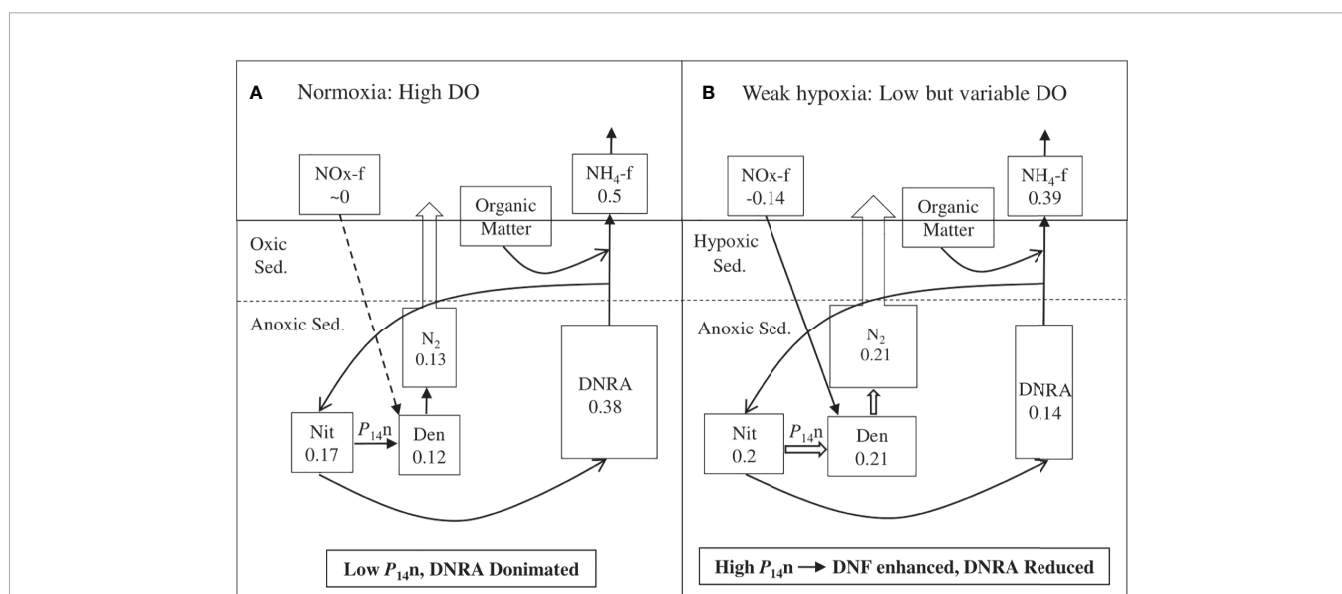 A Normoxia: High DO
NOx-f
~0
NH₄-f
0.5
Organic
Matter
Oxic
Sed.
Anoxic Sed.
N₂
0.13
DNRA
0.38
Nit
0.17
P₁₄n
Den
0.12
Low P₁₄n, DNRA Donimated
B Weak hypoxia: Low but variable DO
NOx-f
-0.14
NH₄-f
0.39
Organic
Matter
Hypoxic
Sed.
Anoxic Sed.
N₂
0.21
DNRA
0.14
Nit
0.2
P₁₄n
Den
0.21
High P₁₄n → DNF enhanced, DNRA Reduced